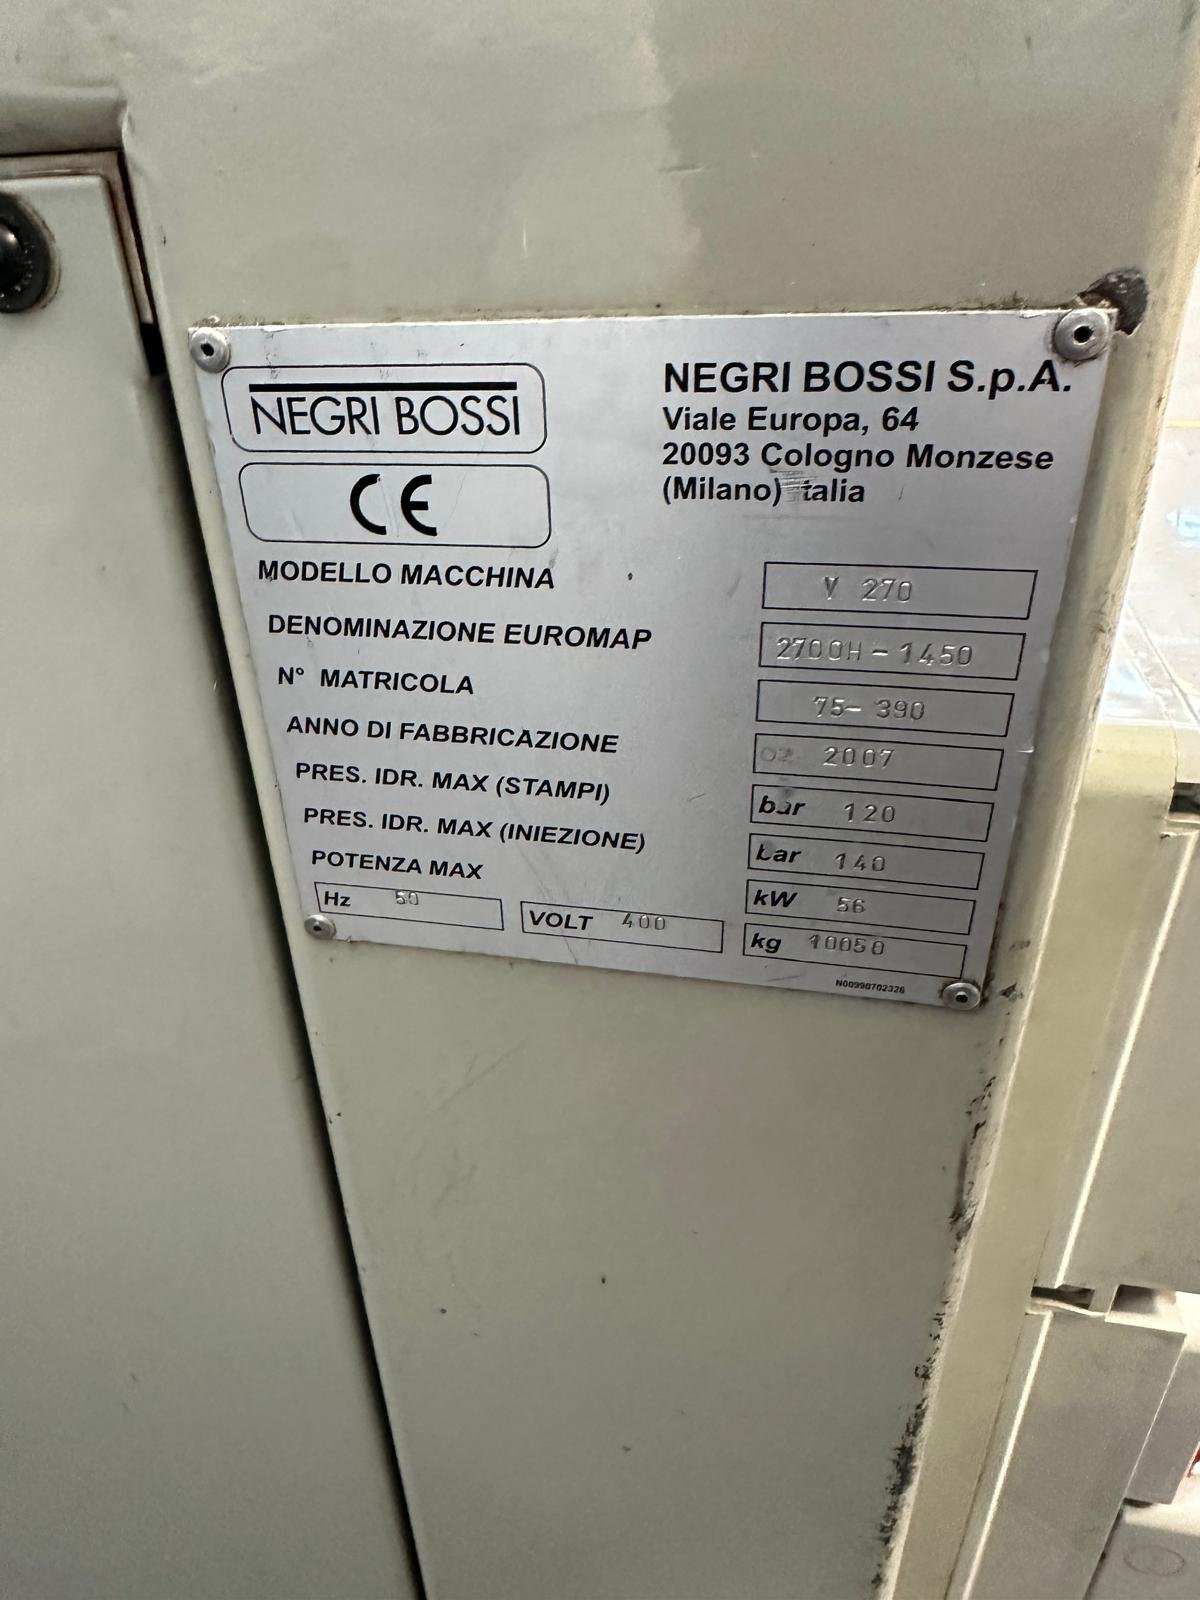 NEGRI BOSSI
CE
NEGRI BOSSI S.p.A.
Viale Europa, 64
20093 Cologno Monzese
(Milano) Italia
MODELLO MACCHINA V 270
DENOMINAZIONE EUROMAP 2700H-1450
N° MATRICOLA 75-390
ANNO DI FABBRICAZIONE 2007
PRES. IDR. MAX (STAMPI) bar 120
PRES. IDR. MAX (INIEZIONE) bar 140
POTENZA MAX kW 56
Hz 50 VOLT 400 kg 10050
N00990702326